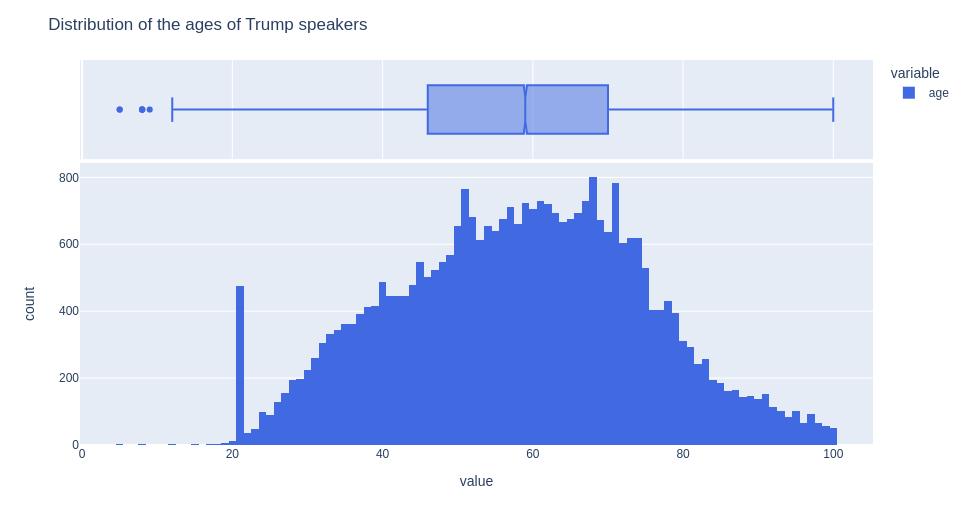 Distribution of the ages of Trump speakers
variable
age
count
800
600
400
200
0
0 20 40 60 80 100
value